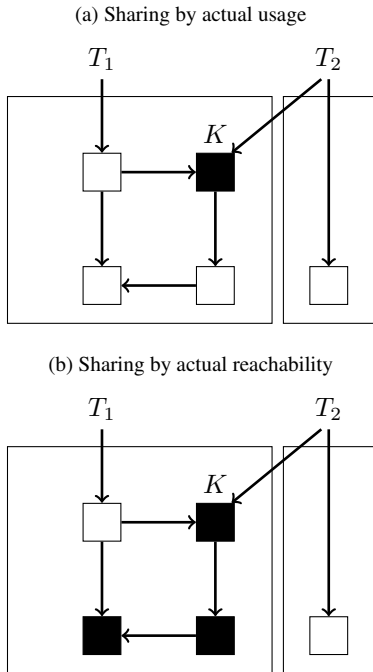 (a) Sharing by actual usage
T1 T2
K
(b) Sharing by actual reachability
T1 T2
K